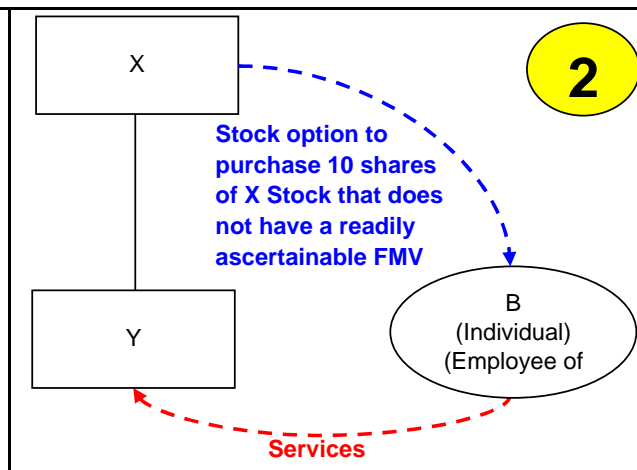 X
2
Stock option to
purchase 10 shares
of X Stock that does
not have a readily
ascertainable FMV
B
(Individual)
(Employee of
Y
Services